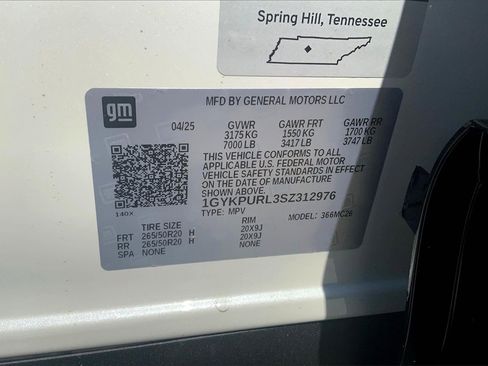 Spring Hill, Tennessee
gm
MFD BY GENERAL MOTORS LLC
04/25 GVWR GAWR FRT GAWR RR
3175 KG 1550 KG 1700 KG
7000 LB 3417 LB 3747 LB
THIS VEHICLE CONFORMS TO ALL
APPLICABLE U.S. FEDERAL MOTOR
VEHICLE SAFETY STANDARDS IN EFFECT
ON THE DATE OF MANUFACTURE
SHOWN ABOVE.
1GYKPURL3SZ312976
TYPE: MPV MODEL: 366MC26
140X
TIRE SIZE RIM
FRT 265/50R20 H 20X9J
RR 265/50R20 H 20X9J
SPA NONE NONE